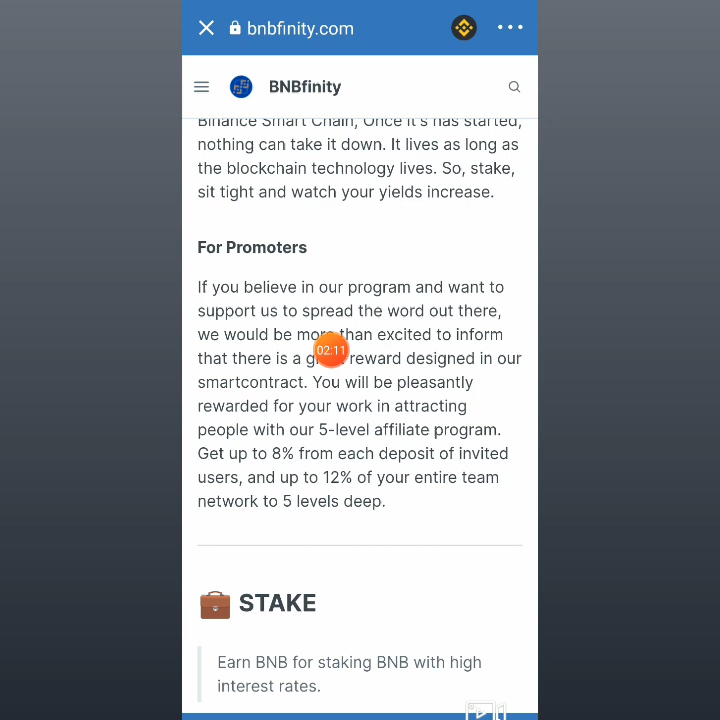 bnbfinity.com
BNBfinity
Binance Smart Chain, Once it's has started,
nothing can take it down. It lives as long as
the blockchain technology lives. So, stake,
sit tight and watch your yields increase.
For Promoters
If you believe in our program and want to
support us to spread the word out there,
we would be more than excited to inform
that there is a reward designed in our
smartcontract. You will be pleasantly
rewarded for your work in attracting
people with our 5-level affiliate program.
Get up to 8% from each deposit of invited
users, and up to 12% of your entire team
network to 5 levels deep.
STAKE
Earn BNB for staking BNB with high
interest rates.
02:11